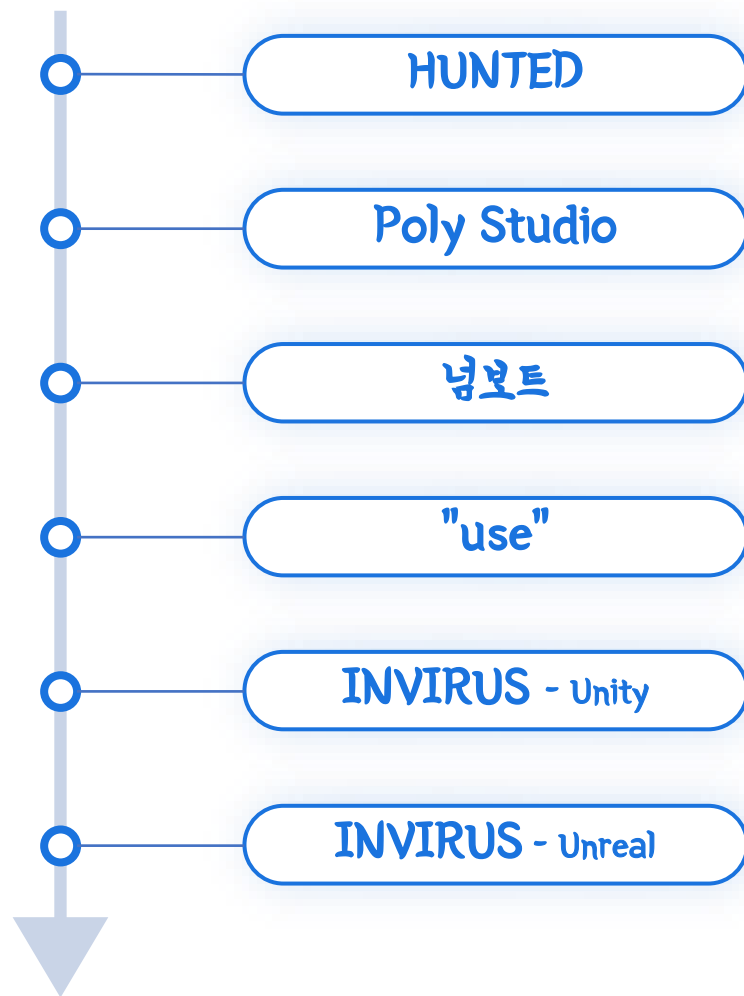 HUNTED
Poly Studio
넘보트
"use"
INVIRUS - Unity
INVIRUS - Unreal